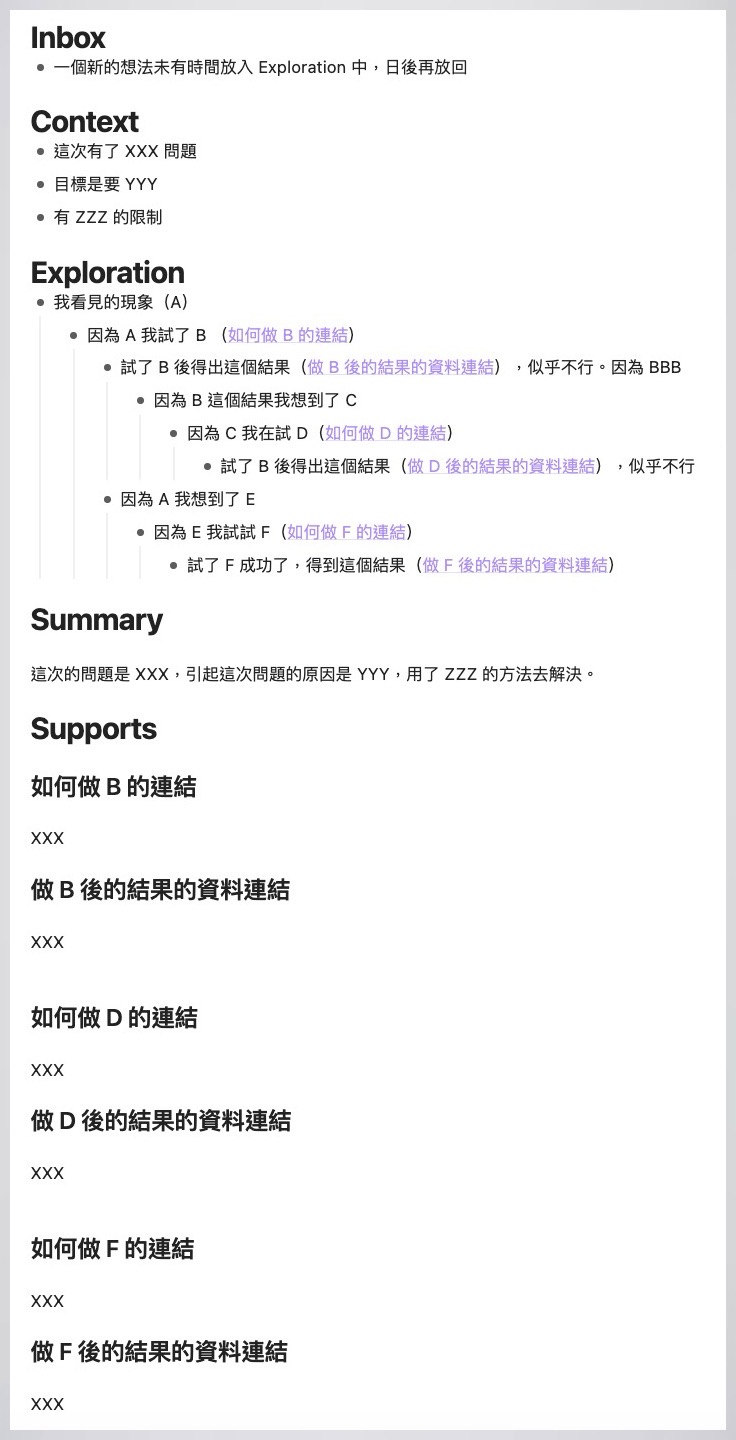 Inbox
一個新的想法未有時間放入 Exploration 中，日後再放回
Context
這次有了 XXX 問題
目標是要 YYY
有 ZZZ 的限制
Exploration
我看見的現象（A）
因為 A 我試了 B （如何做 B 的連結）
試了 B 後得出這個結果（做 B 後的結果的資料連結），似乎不行。因為 BBB
因為 B 這個結果我想到了 C
因為 C 我在試 D（如何做 D 的連結）
試了 B 後得出這個結果（做 D 後的結果的資料連結），似乎不行
因為 A 我想到了 E
因為 E 我試試 F（如何做 F 的連結）
試了 F 成功了，得到這個結果（做 F 後的結果的資料連結）
Summary
這次的問題是 XXX，引起這次問題的原因是 YYY，用了 ZZZ 的方法去解決。
Supports
如何做 B 的連結
XXX
做 B 後的結果的資料連結
XXX
如何做 D 的連結
XXX
做 D 後的結果的資料連結
XXX
如何做 F 的連結
XXX
做 F 後的結果的資料連結
XXX